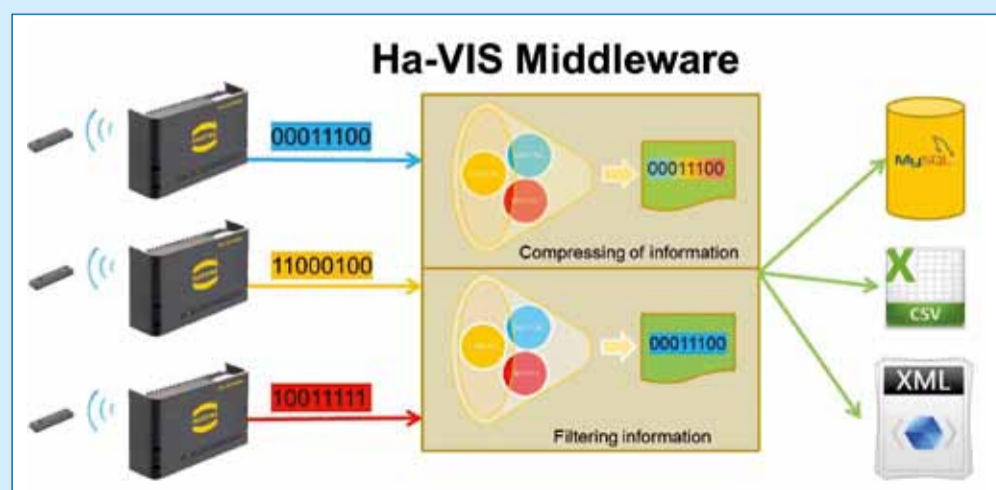 Ha-VIS Middleware
00011100
11000100
10011111
00011100
Compressing of information
00011100
Filtering information
MySQL
X
CSV
XML